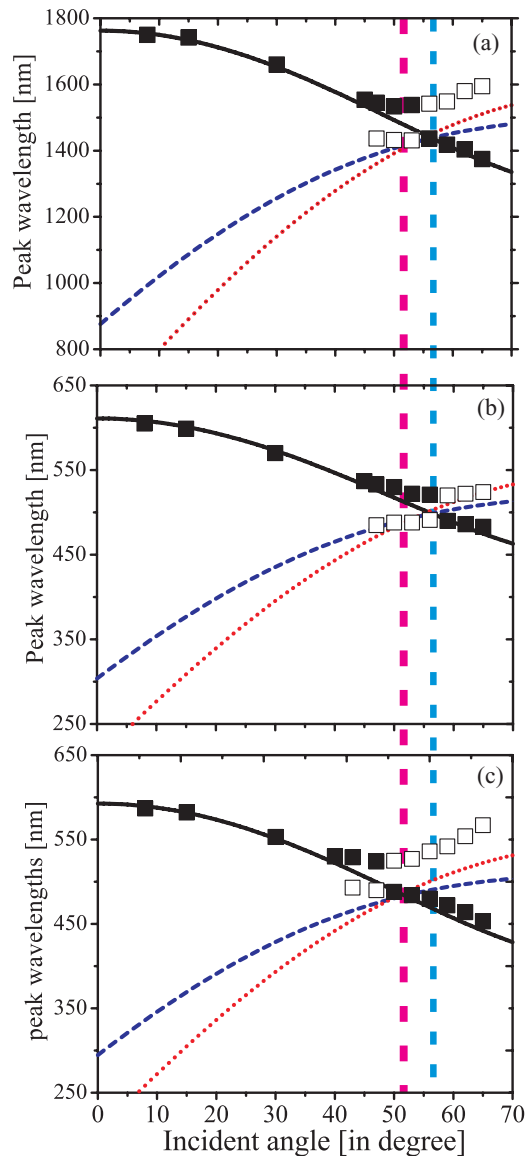 1800
(a)
1600
1400
1200
1000
800
Peak wavelength [nm]
650
(b)
550
450
350
250
Peak wavelength [nm]
650
(c)
550
450
350
250
peak wavelengths [nm]
0 10 20 30 40 50 60 70
Incident angle [in degree]